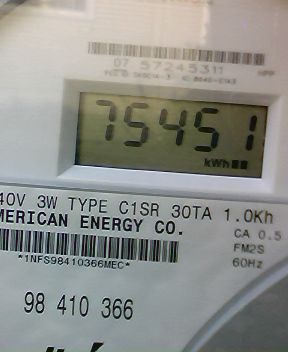 07 57245311
75451
kWh
40V 3W TYPE C1SR 30TA 1.0Kh
MERICAN ENERGY CO.
CA 0.5
FM2S
*1NFS98410366MEC*
60Hz
98 410 366